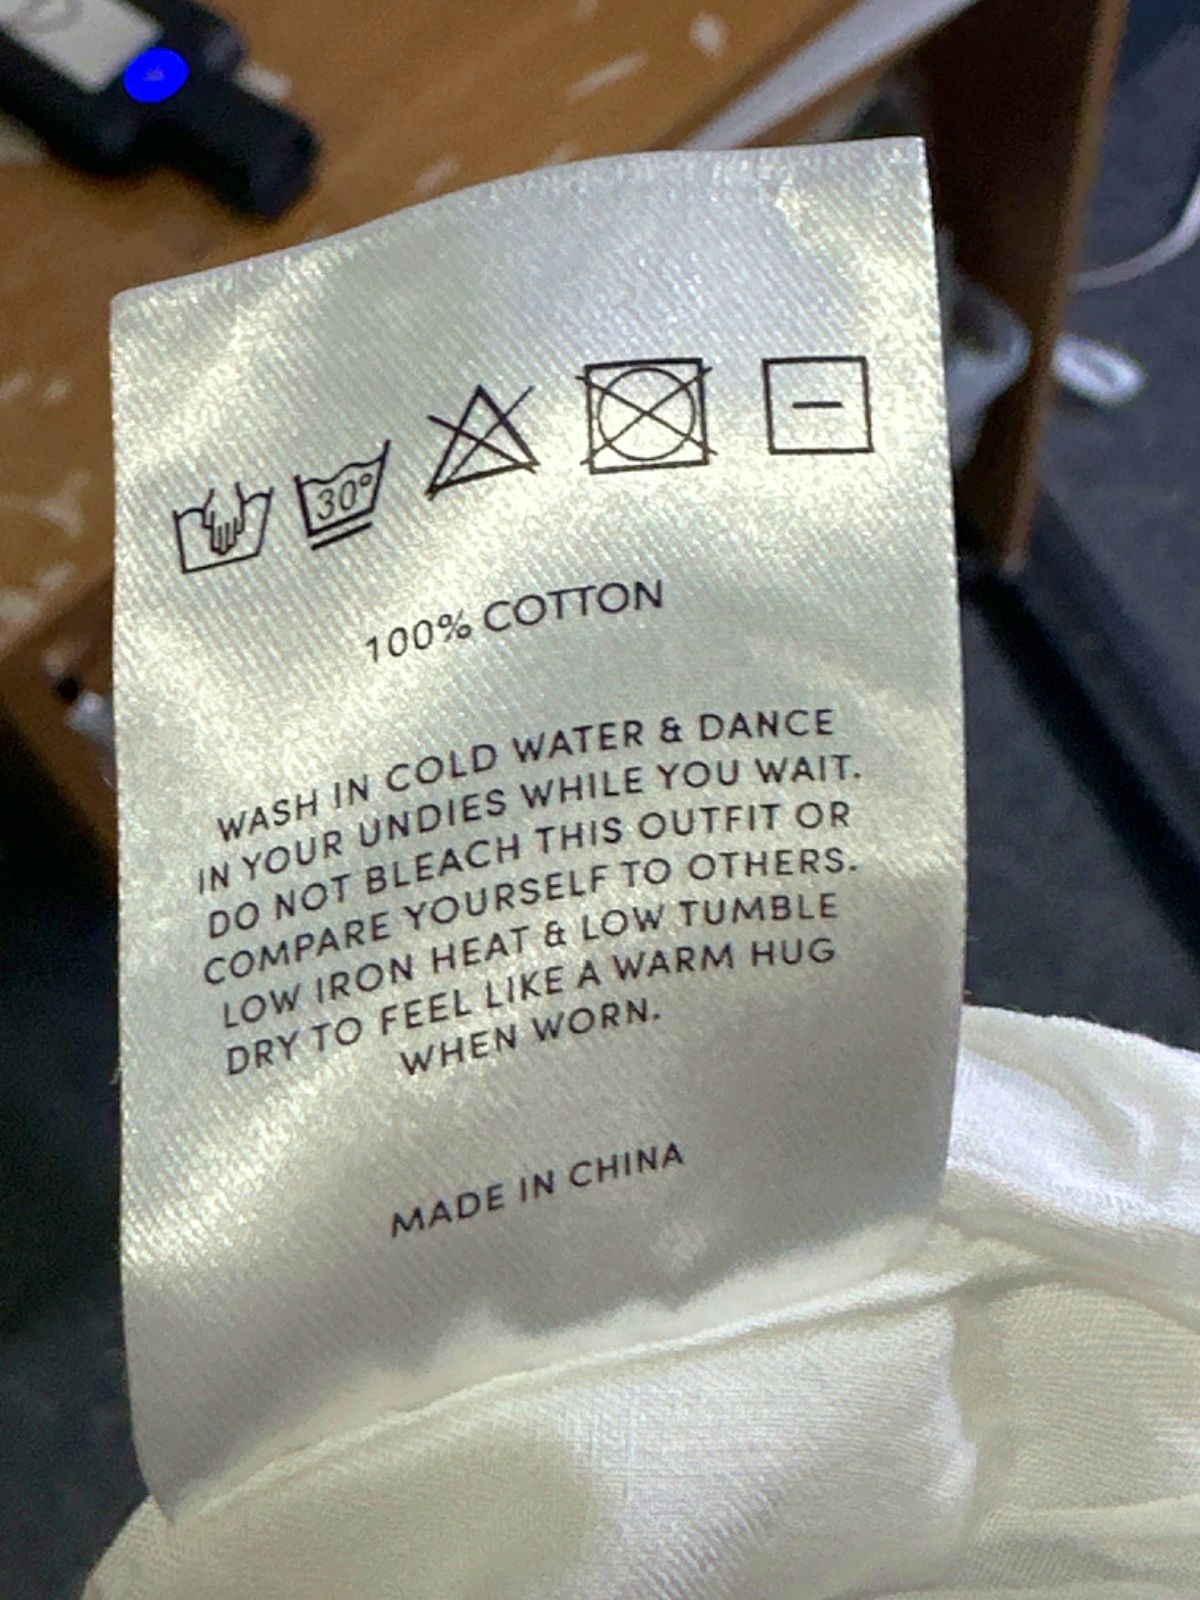 30°
100% COTTON
WASH IN COLD WATER & DANCE
IN YOUR UNDIES WHILE YOU WAIT.
DO NOT BLEACH THIS OUTFIT OR
COMPARE YOURSELF TO OTHERS.
LOW IRON HEAT & LOW TUMBLE
DRY TO FEEL LIKE A WARM HUG
WHEN WORN.
MADE IN CHINA